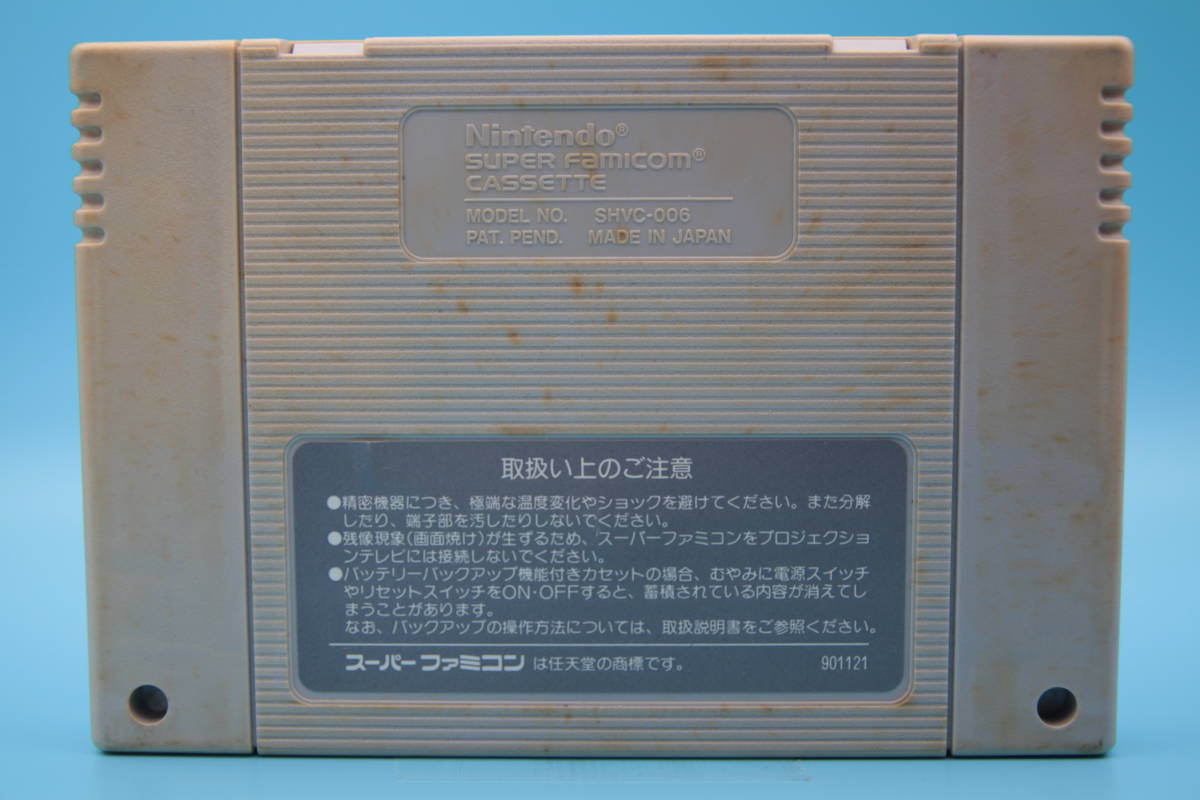 Nintendo®
SUPER FAMICOM®
CASSETTE
MODEL NO. SHVC-006
PAT. PEND. MADE IN JAPAN
取扱い上のご注意
●精密機器につき、極端な温度変化やショックを避けてください。また分解
したり、端子部を汚したりしないでください。
●残像現象(画面焼け)が生ずるため、スーパーファミコンをプロジェクショ
ンテレビには接続しないでください。
●バッテリーバックアップ機能付きカセットの場合、むやみに電源スイッチ
やリセットスイッチをON・OFFすると、蓄積されている内容が消えてし
まうことがあります。
なお、バックアップの操作方法については、取扱説明書をご参照ください。
スーパーファミコン は任天堂の商標です。 901121